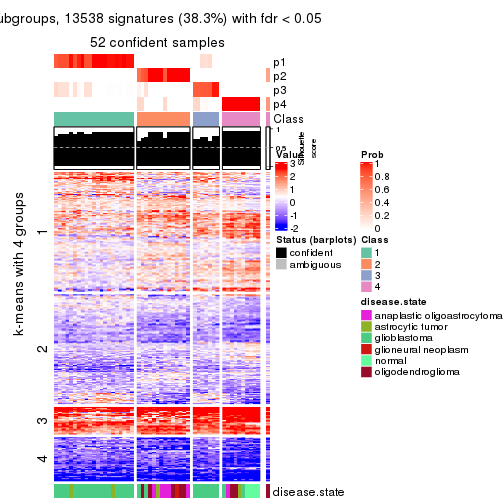 ubgroups, 13538 signatures (38.3%) with fdr < 0.05
52 confident samples
p1
p2
p3
p4
Class
1
0.5
Silhouette
score
k-means with 4 groups
1
2
3
4
disease.state
Value
3
2
1
0
-1
-2
Status (barplots)
confident
ambiguous
Prob
1
0.8
0.6
0.4
0.2
0
Class
1
2
3
4
disease.state
anaplastic oligoastrocytoma
astrocytic tumor
glioblastoma
glioneural neoplasm
normal
oligodendroglioma